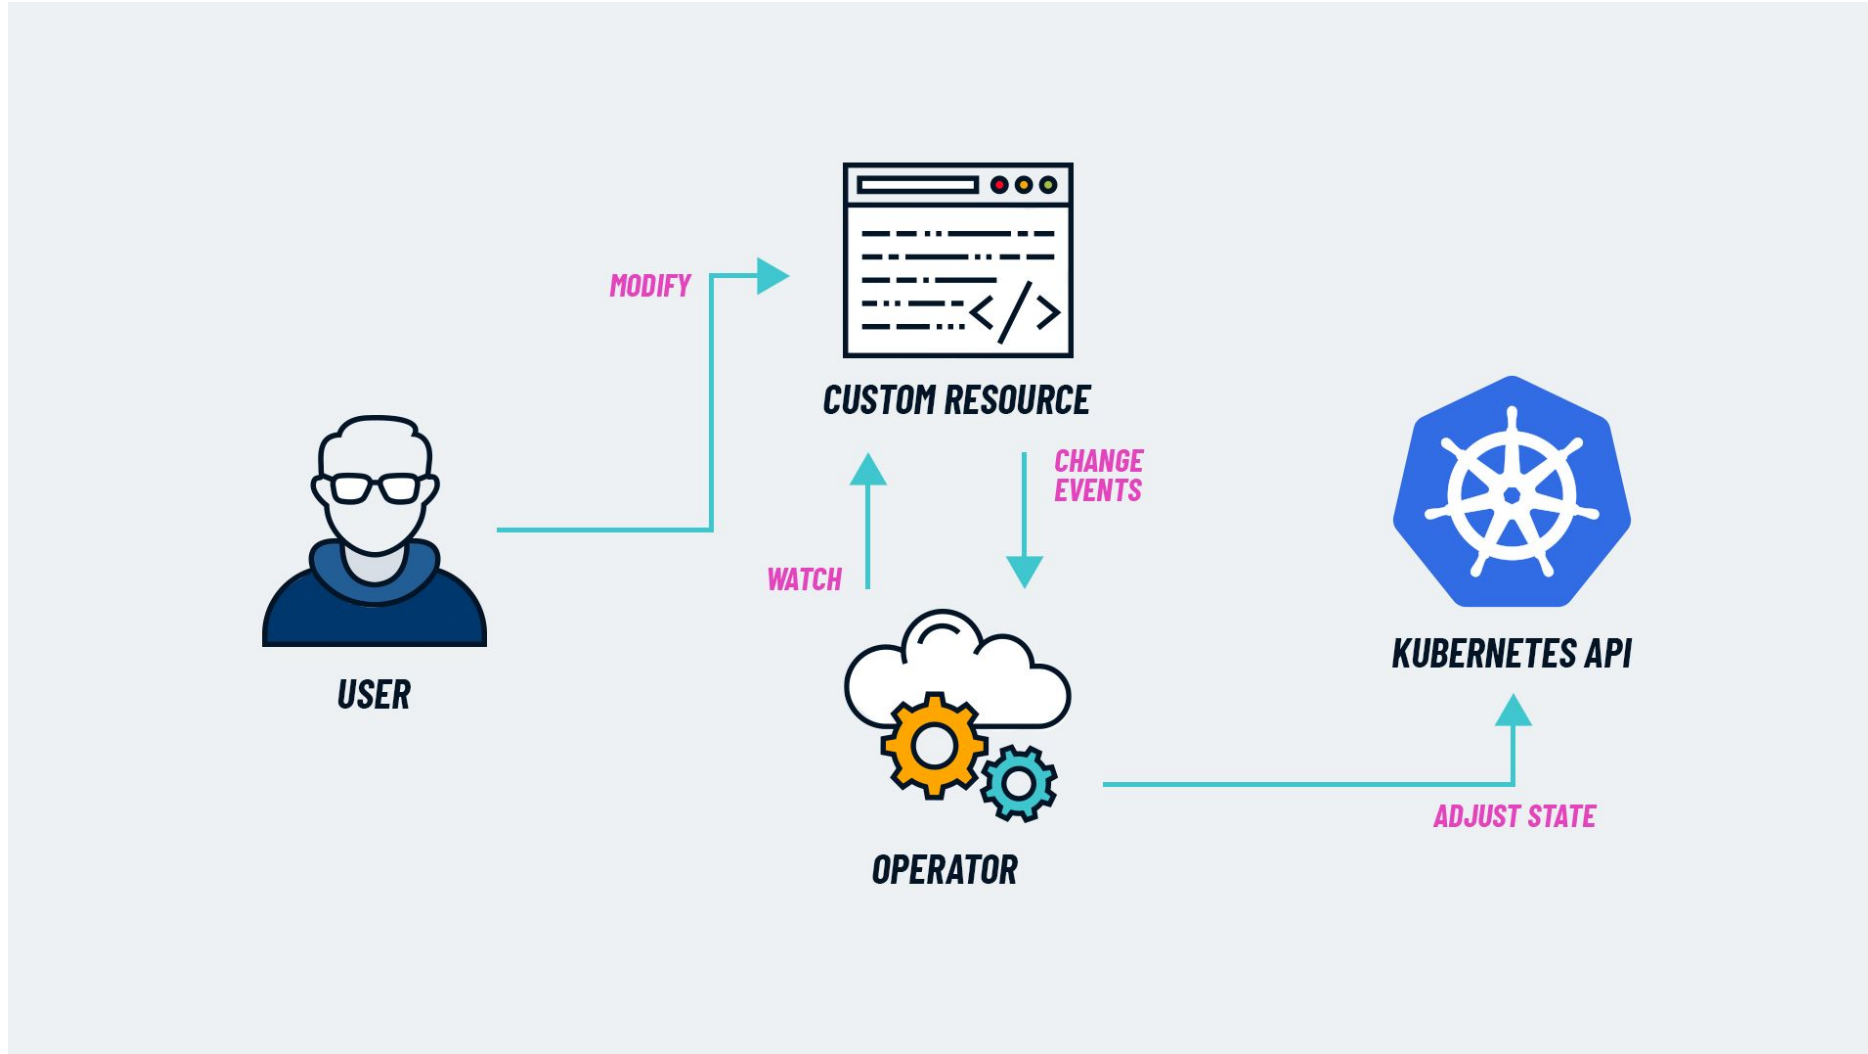 MODIFY
CUSTOM RESOURCE
CHANGE
EVENTS
WATCH
USER
KUBERNETES API
ADJUST STATE
OPERATOR